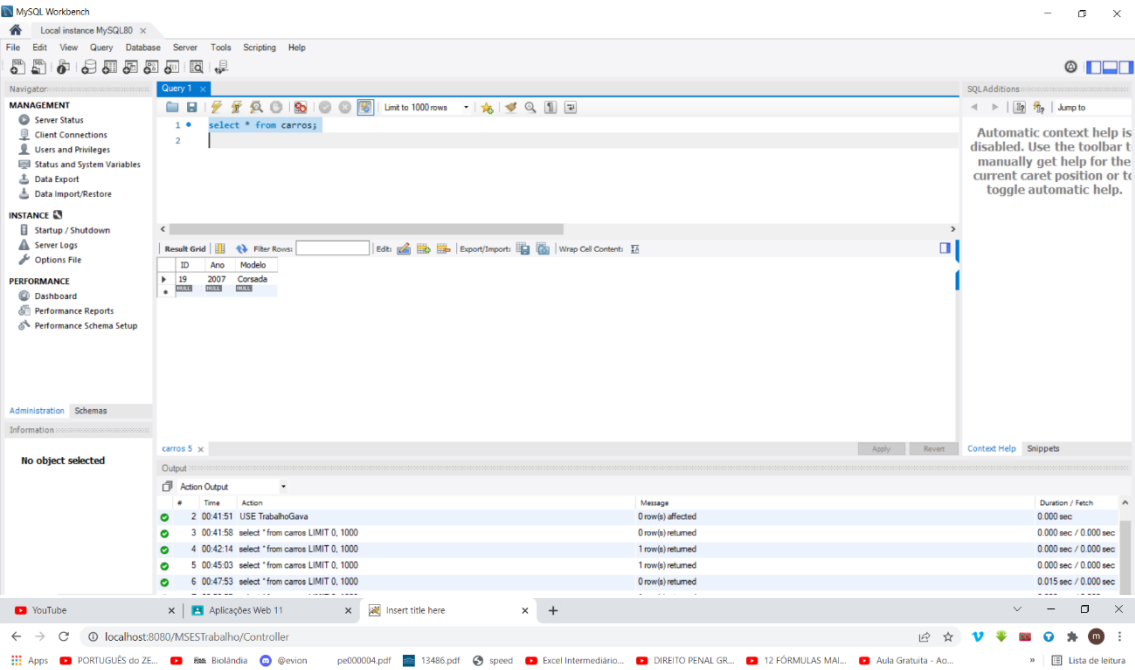 MySQL Workbench
Local instance MySQL80 ×
File Edit View Query Database Server Tools Scripting Help
Navigator
MANAGEMENT
Server Status
Client Connections
Users and Privileges
Status and System Variables
Data Export
Data Import/Restore
INSTANCE
Startup / Shutdown
Server Logs
Options File
PERFORMANCE
Dashboard
Performance Reports
Performance Schema Setup
Administration Schemas
Information
No object selected
Query 1 ×
Limit to 1000 rows
1 select * from carros;
2
Result Grid Filter Rows: Edit: Export/Import: Wrap Cell Content:
ID Ano Modelo
19 2007 Corsada
NULL NULL NULL
carros 5 ×
Apply Revert
SQLAdditions
Jump to
Automatic context help is
disabled. Use the toolbar t
manually get help for the
current caret position or to
toggle automatic help.
Context Help Snippets
Output
Action Output
# Time Action Message Duration / Fetch
2 00:41:51 USE TrabalhoGava 0 row(s) affected 0.000 sec
3 00:41:58 select * from carros LIMIT 0, 1000 0 row(s) returned 0.000 sec / 0.000 sec
4 00:42:14 select * from carros LIMIT 0, 1000 1 row(s) returned 0.000 sec / 0.000 sec
5 00:45:03 select * from carros LIMIT 0, 1000 1 row(s) returned 0.000 sec / 0.000 sec
6 00:47:53 select * from carros LIMIT 0, 1000 0 row(s) returned 0.015 sec / 0.000 sec
YouTube × Aplicações Web 11 × Insert title here × +
localhost:8080/MSESTrabalho/Controller
Apps PORTUGUÊS do ZE... Biolândia @evion pe000004.pdf 13486.pdf speed Excel Intermediário... DIREITO PENAL GR... 12 FÓRMULAS MAI... Aula Gratuita - Ao... » Lista de leitura